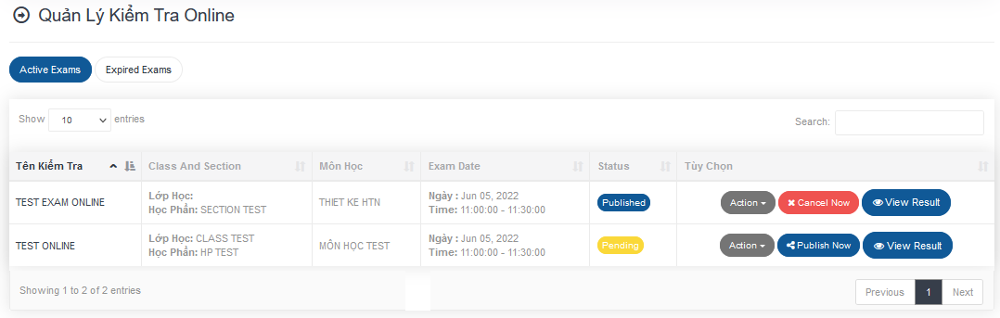 Quản Lý Kiểm Tra Online
Active Exams Expired Exams
Show 10 entries Search:
Tên Kiểm Tra Class And Section Môn Học Exam Date Status Tùy Chọn
TEST EXAM ONLINE Lớp Học: THIET KE HTN Ngày : Jun 05, 2022 Published Action Cancel Now View Result
Học Phần: SECTION TEST Time: 11:00:00 - 11:30:00
TEST ONLINE Lớp Học: CLASS TEST MÔN HỌC TEST Ngày : Jun 05, 2022 Pending Action Publish Now View Result
Học Phần: HP TEST Time: 11:00:00 - 11:30:00
Showing 1 to 2 of 2 entries Previous 1 Next